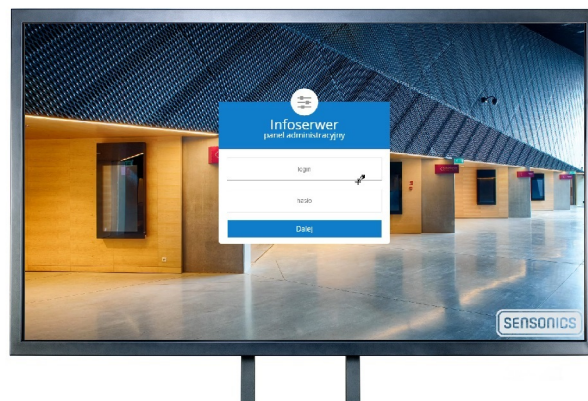 Infoserwer
panel administracyjny
login
hasło
Dalej
SENSONICS